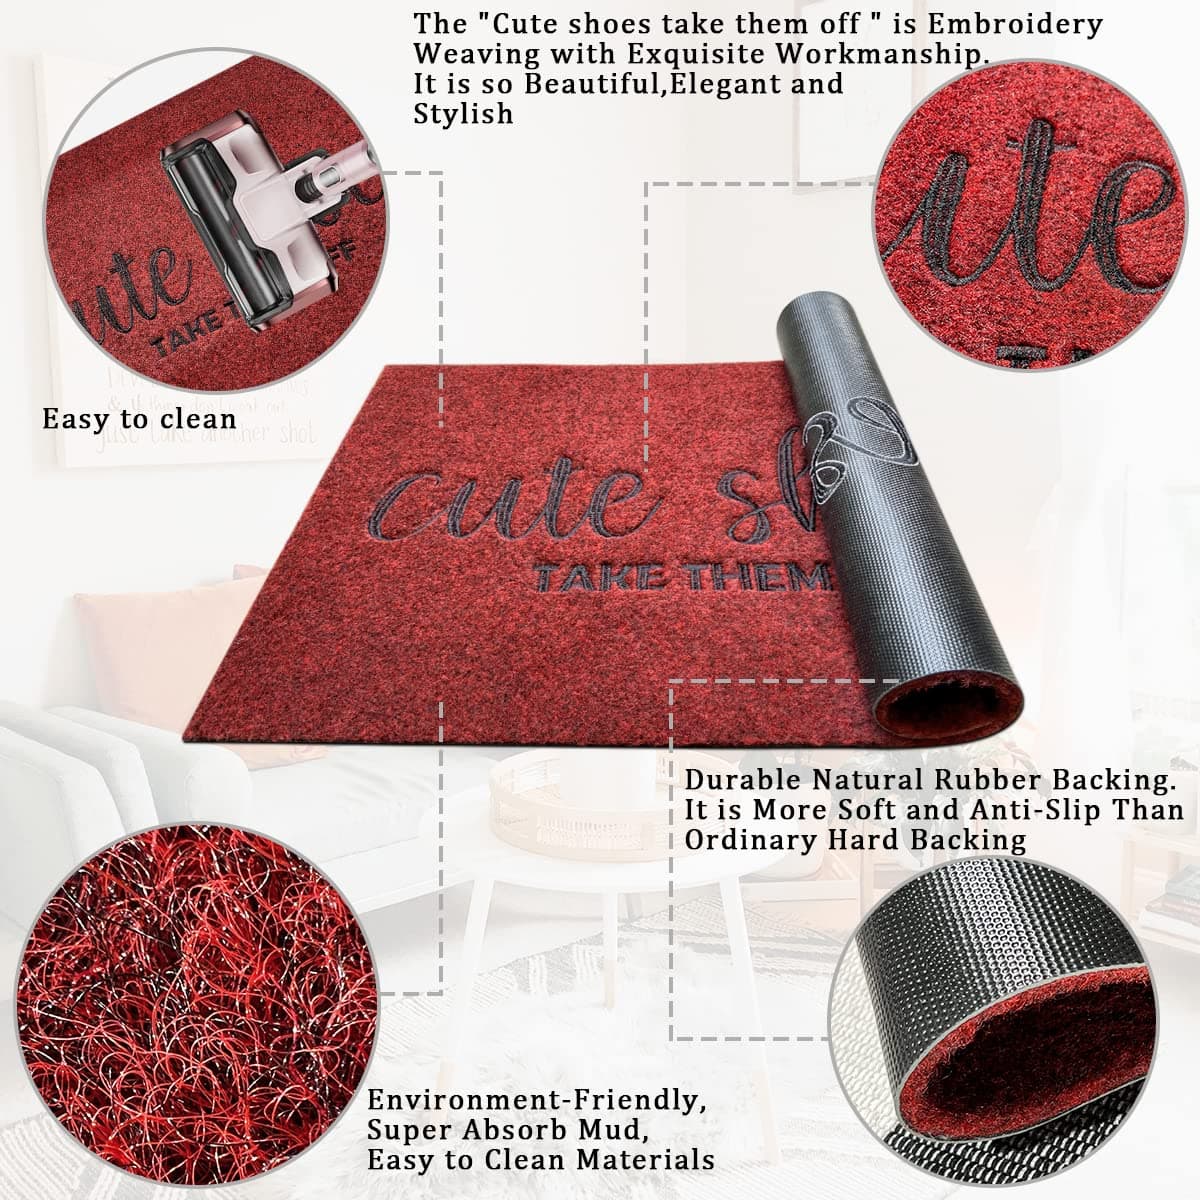 The "Cute shoes take them off " is Embroidery
Weaving with Exquisite Workmanship.
It is so Beautiful,Elegant and
Stylish
ute
TAKE T
FF
Easy to clean
ute
just take another shot
cute sho
TAKE THEM
Durable Natural Rubber Backing.
It is More Soft and Anti-Slip Than
Ordinary Hard Backing
Environment-Friendly,
Super Absorb Mud,
Easy to Clean Materials